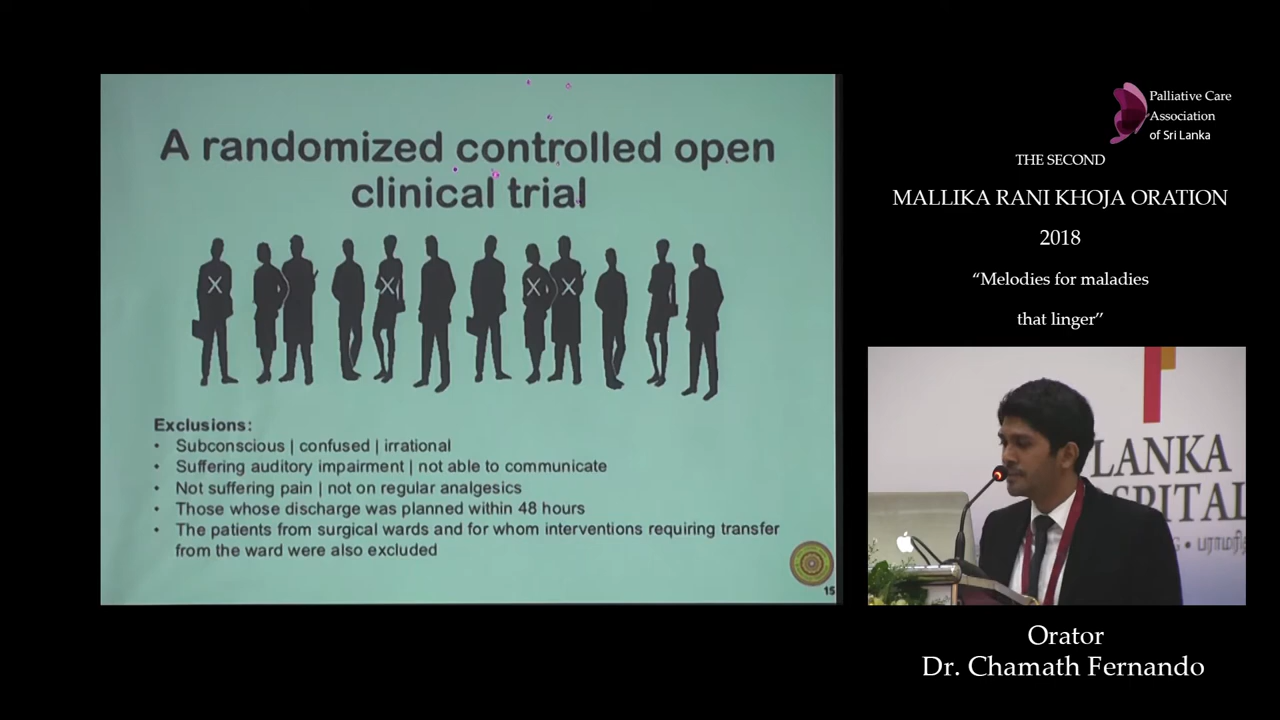 A randomized controlled open
clinical trial
Exclusions:
• Subconscious | confused | irrational
• Suffering auditory impairment | not able to communicate
• Not suffering pain | not on regular analgesics
• Those whose discharge was planned within 48 hours
• The patients from surgical wards and for whom interventions requiring transfer
from the ward were also excluded
15
Palliative Care
Association
of Sri Lanka
THE SECOND
MALLIKA RANI KHOJA ORATION
2018
“Melodies for maladies
that linger”
LANKA
SPITAL
Orator
Dr. Chamath Fernando